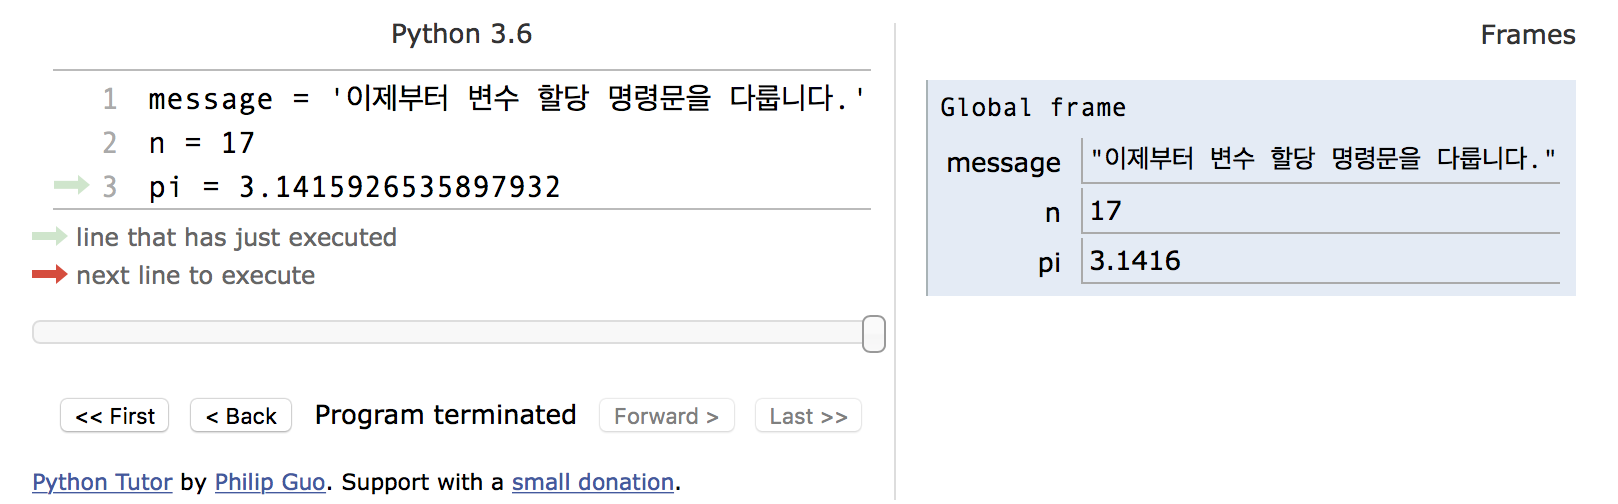 Python 3.6
1 message = '이제부터 변수 할당 명령문을 다룹니다.'
2 n = 17
3 pi = 3.1415926535897932
line that has just executed
next line to execute
<< First < Back Program terminated Forward > Last >>
Python Tutor by Philip Guo. Support with a small donation.
Frames
Global frame
message "이제부터 변수 할당 명령문을 다룹니다."
n 17
pi 3.1416